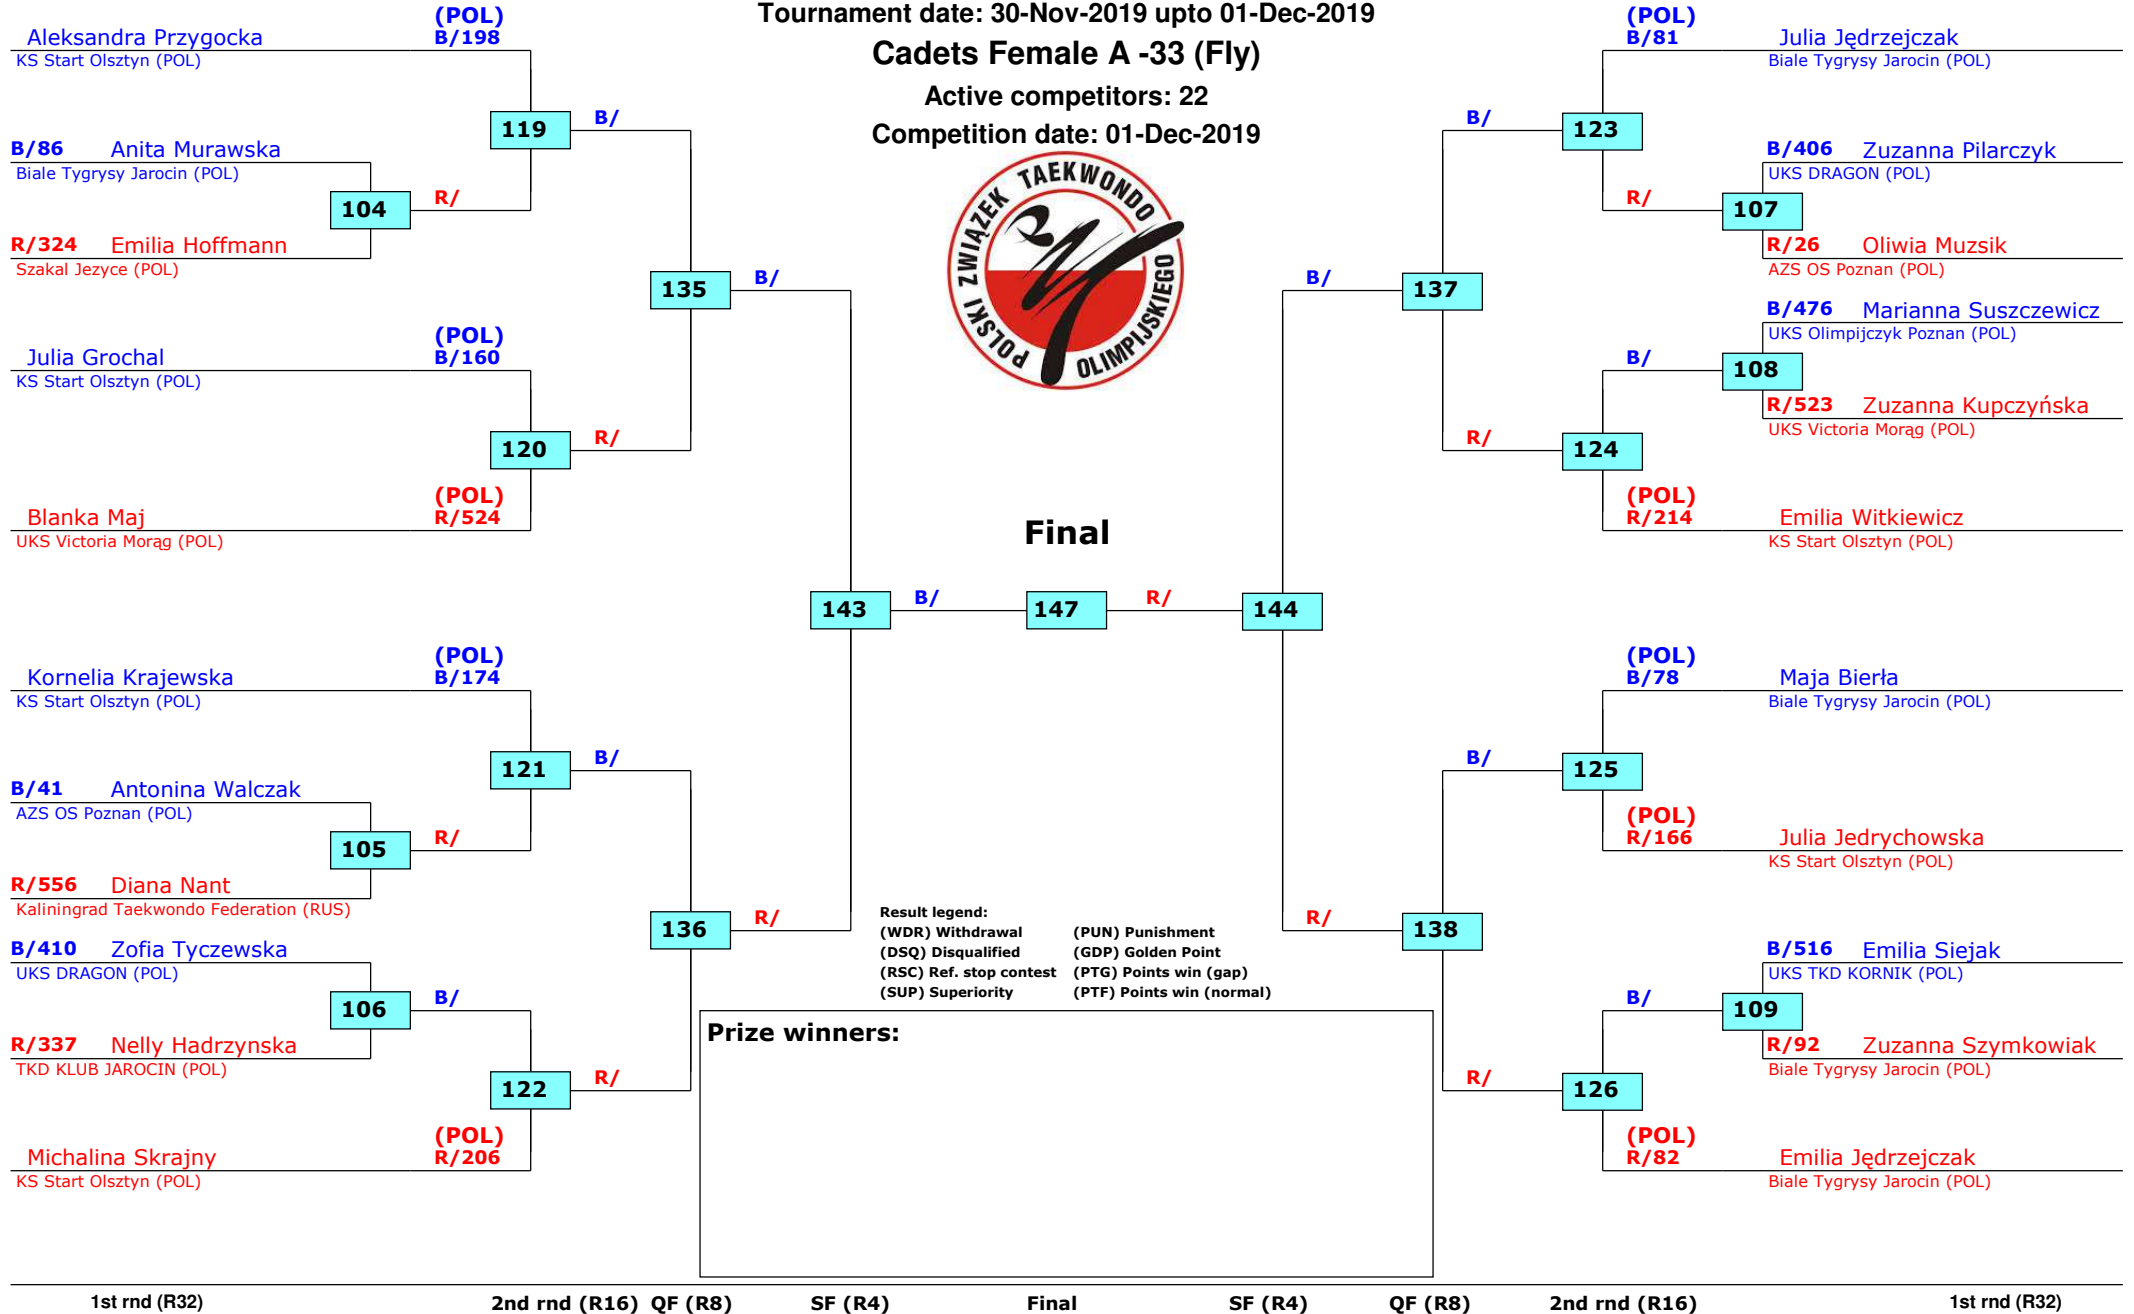 Tournament date: 30-Nov-2019 upto 01-Dec-2019
Cadets Female A -33 (Fly)
Active competitors: 22
Competition date: 01-Dec-2019
POLSKI ZWIĄZEK TAEKWONDO OLIMPIJSKIEGO
Aleksandra Przygocka (POL) B/198
KS Start Olsztyn (POL)
119 B/
B/86 Anita Murawska
Biale Tygrysy Jarocin (POL)
104 R/
R/324 Emilia Hoffmann
Szakal Jezyce (POL)
135 B/
Julia Grochal (POL) B/160
KS Start Olsztyn (POL)
120 R/
Blanka Maj (POL) R/524
UKS Victoria Morąg (POL)
143 B/
Kornelia Krajewska (POL) B/174
KS Start Olsztyn (POL)
121 B/
B/41 Antonina Walczak
AZS OS Poznan (POL)
105 R/
R/556 Diana Nant
Kaliningrad Taekwondo Federation (RUS)
136 R/
B/410 Zofia Tyczewska
UKS DRAGON (POL)
106 B/
R/337 Nelly Hadrzynska
TKD KLUB JAROCIN (POL)
122 R/
Michalina Skrajny (POL) R/206
KS Start Olsztyn (POL)
Final
147
(POL) B/81 Julia Jędrzejczak
Biale Tygrysy Jarocin (POL)
B/ 123
B/406 Zuzanna Pilarczyk
UKS DRAGON (POL)
R/ 107
R/26 Oliwia Muzsik
AZS OS Poznan (POL)
B/ 137
B/476 Marianna Suszczewicz
UKS Olimpijczyk Poznan (POL)
B/ 108
R/523 Zuzanna Kupczyńska
UKS Victoria Morąg (POL)
R/ 124
(POL) R/214 Emilia Witkiewicz
KS Start Olsztyn (POL)
R/ 144
(POL) B/78 Maja Bierła
Biale Tygrysy Jarocin (POL)
B/ 125
(POL) R/166 Julia Jedrychowska
KS Start Olsztyn (POL)
R/ 138
B/516 Emilia Siejak
UKS TKD KORNIK (POL)
B/ 109
R/92 Zuzanna Szymkowiak
Biale Tygrysy Jarocin (POL)
R/ 126
(POL) R/82 Emilia Jędrzejczak
Biale Tygrysy Jarocin (POL)
Result legend:
(WDR) Withdrawal (PUN) Punishment
(DSQ) Disqualified (GDP) Golden Point
(RSC) Ref. stop contest (PTG) Points win (gap)
(SUP) Superiority (PTF) Points win (normal)
Prize winners:
1st rnd (R32) 2nd rnd (R16) QF (R8) SF (R4) Final SF (R4) QF (R8) 2nd rnd (R16) 1st rnd (R32)